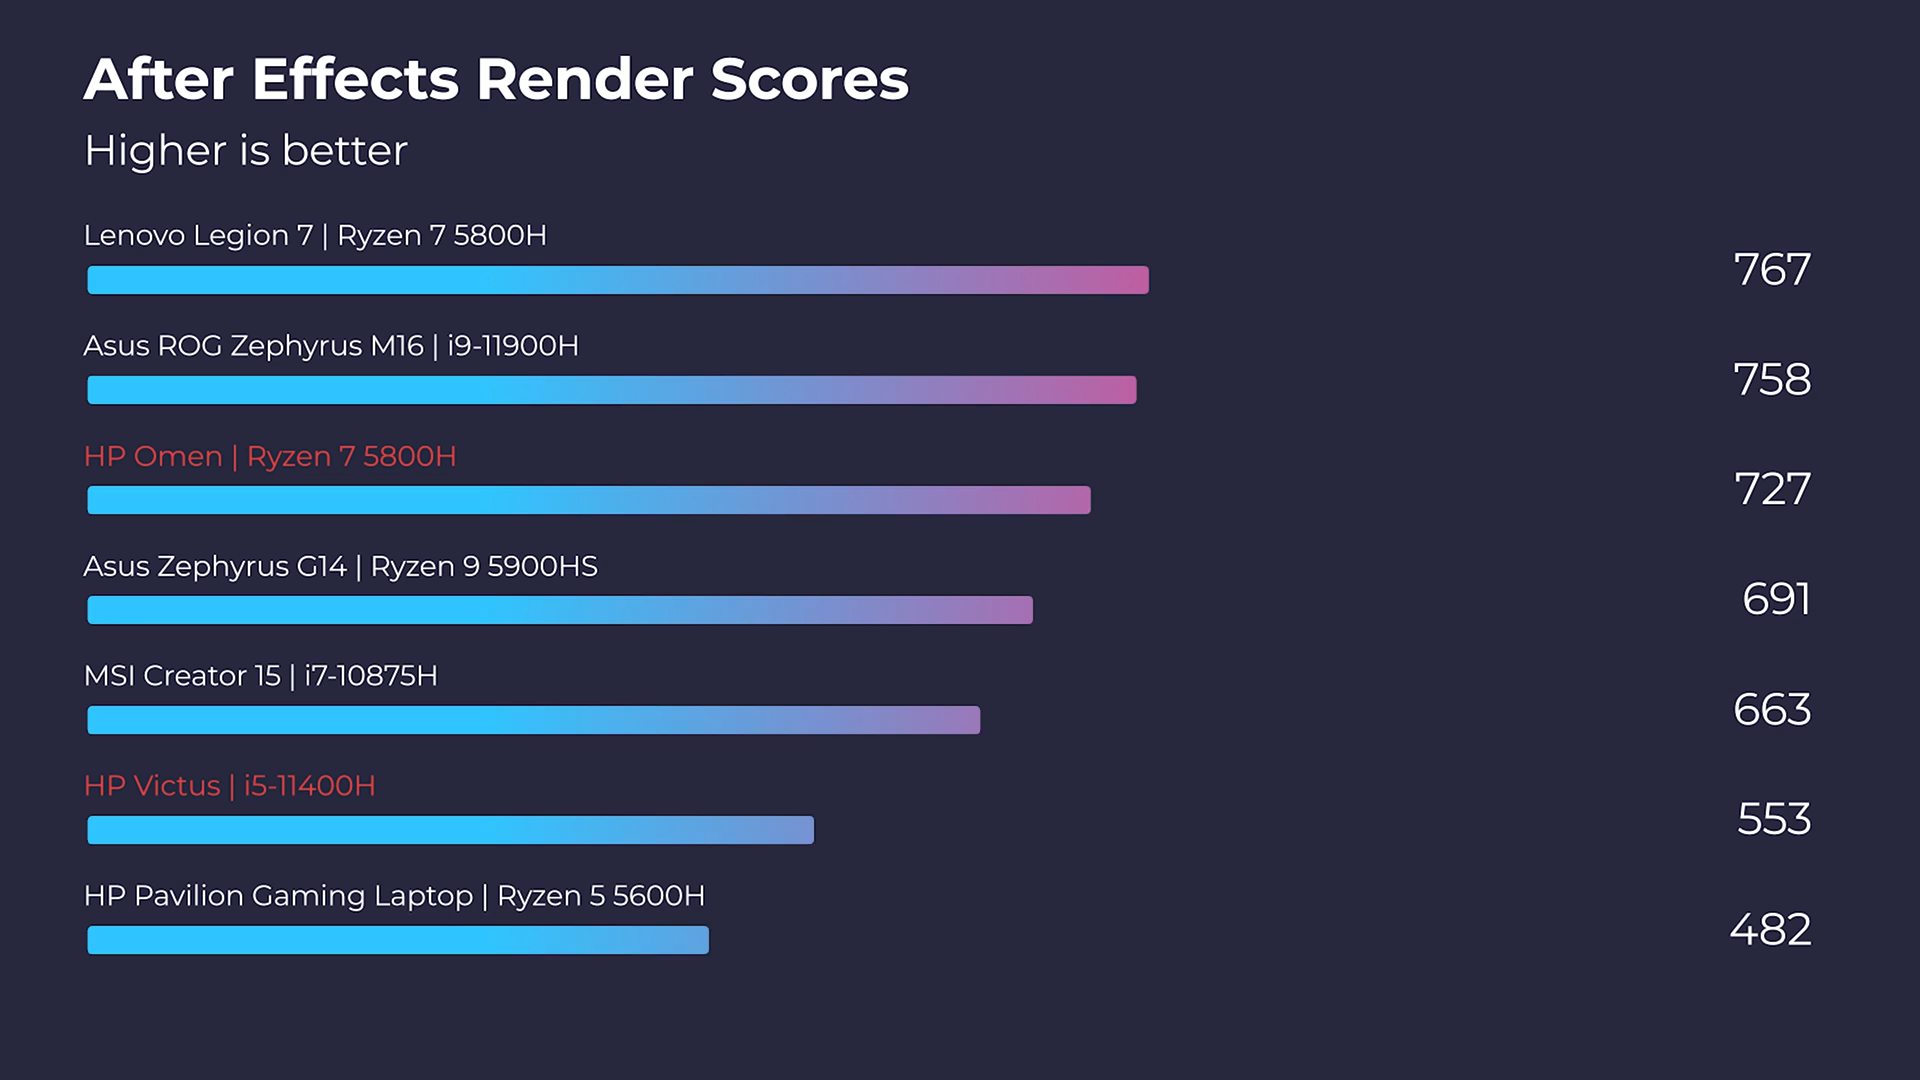 After Effects Render Scores
Higher is better
Lenovo Legion 7 | Ryzen 7 5800H
767
Asus ROG Zephyrus M16 | i9-11900H
758
HP Omen | Ryzen 7 5800H
727
Asus Zephyrus G14 | Ryzen 9 5900HS
691
MSI Creator 15 | i7-10875H
663
HP Victus | i5-11400H
553
HP Pavilion Gaming Laptop | Ryzen 5 5600H
482